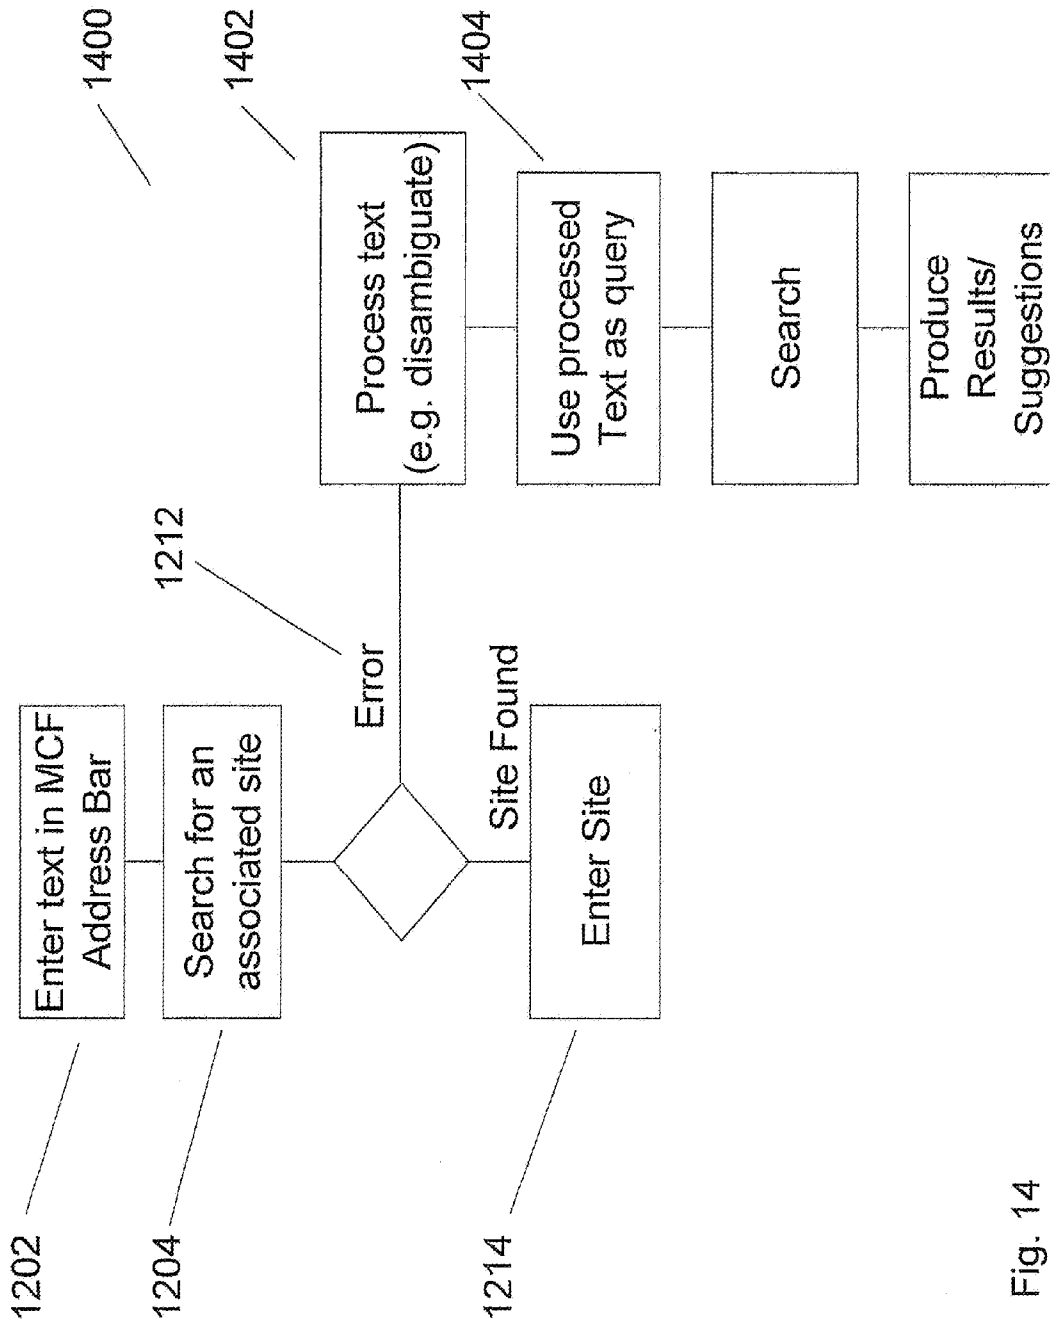 1400
1202
Enter text in MCF
Address Bar
1204
Search for an
associated site
1212
Error
Site Found
1214
Enter Site
1402
Process text
(e.g. disambiguate)
1404
Use processed
Text as query
Search
Produce
Results/
Suggestions
Fig. 14